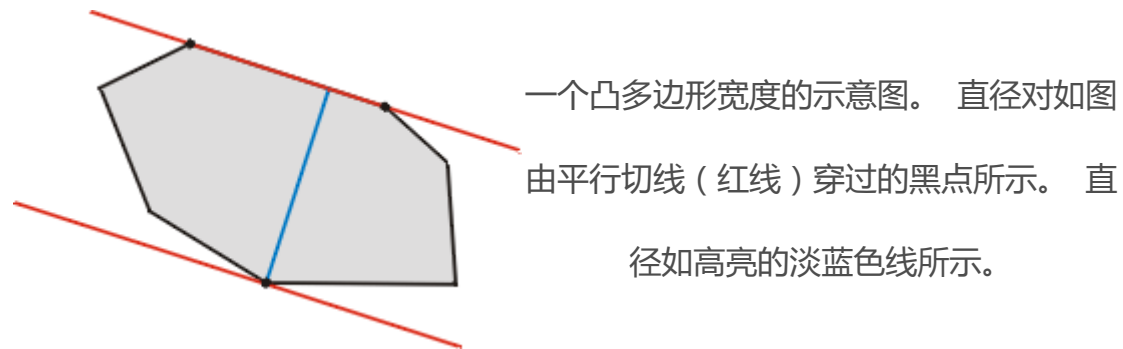 一个凸多边形宽度的示意图。 直径对如图
由平行切线（红线）穿过的黑点所示。 直
径如高亮的淡蓝色线所示。